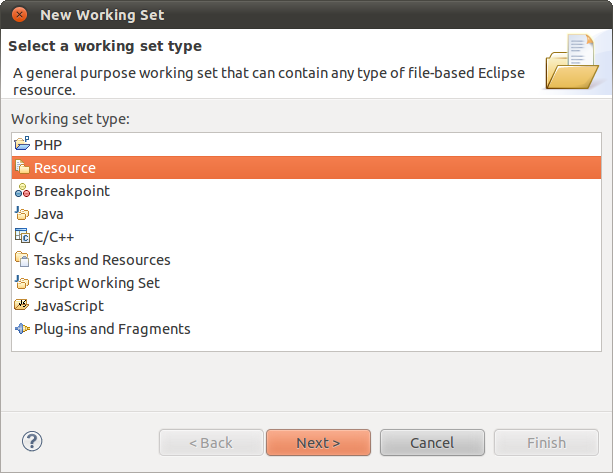 New Working Set
Select a working set type
A general purpose working set that can contain any type of file-based Eclipse
resource.
Working set type:
PHP
Resource
Breakpoint
Java
C/C++
Tasks and Resources
Script Working Set
JavaScript
Plug-ins and Fragments
< Back
Next >
Cancel
Finish